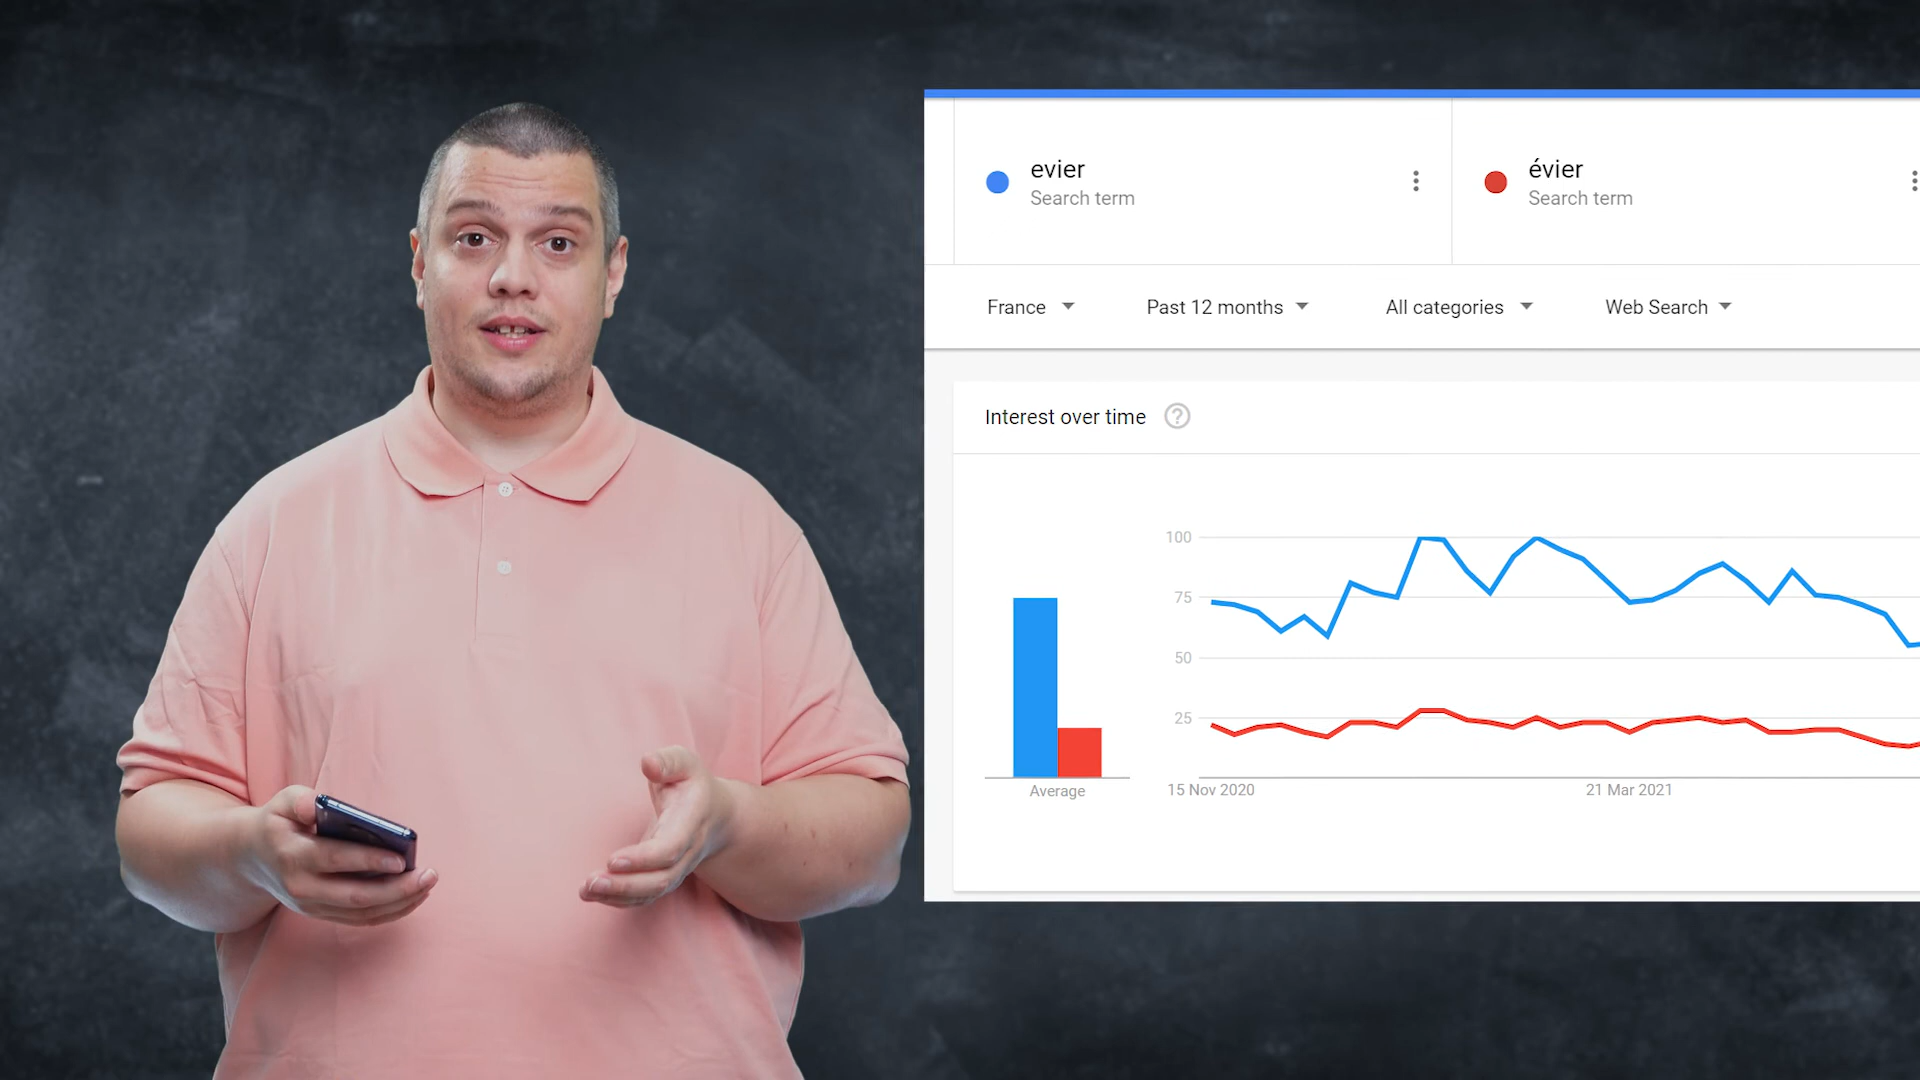 evier
Search term
évier
Search term
France
Past 12 months
All categories
Web Search
Interest over time
?
100
75
50
25
Average
15 Nov 2020
21 Mar 2021